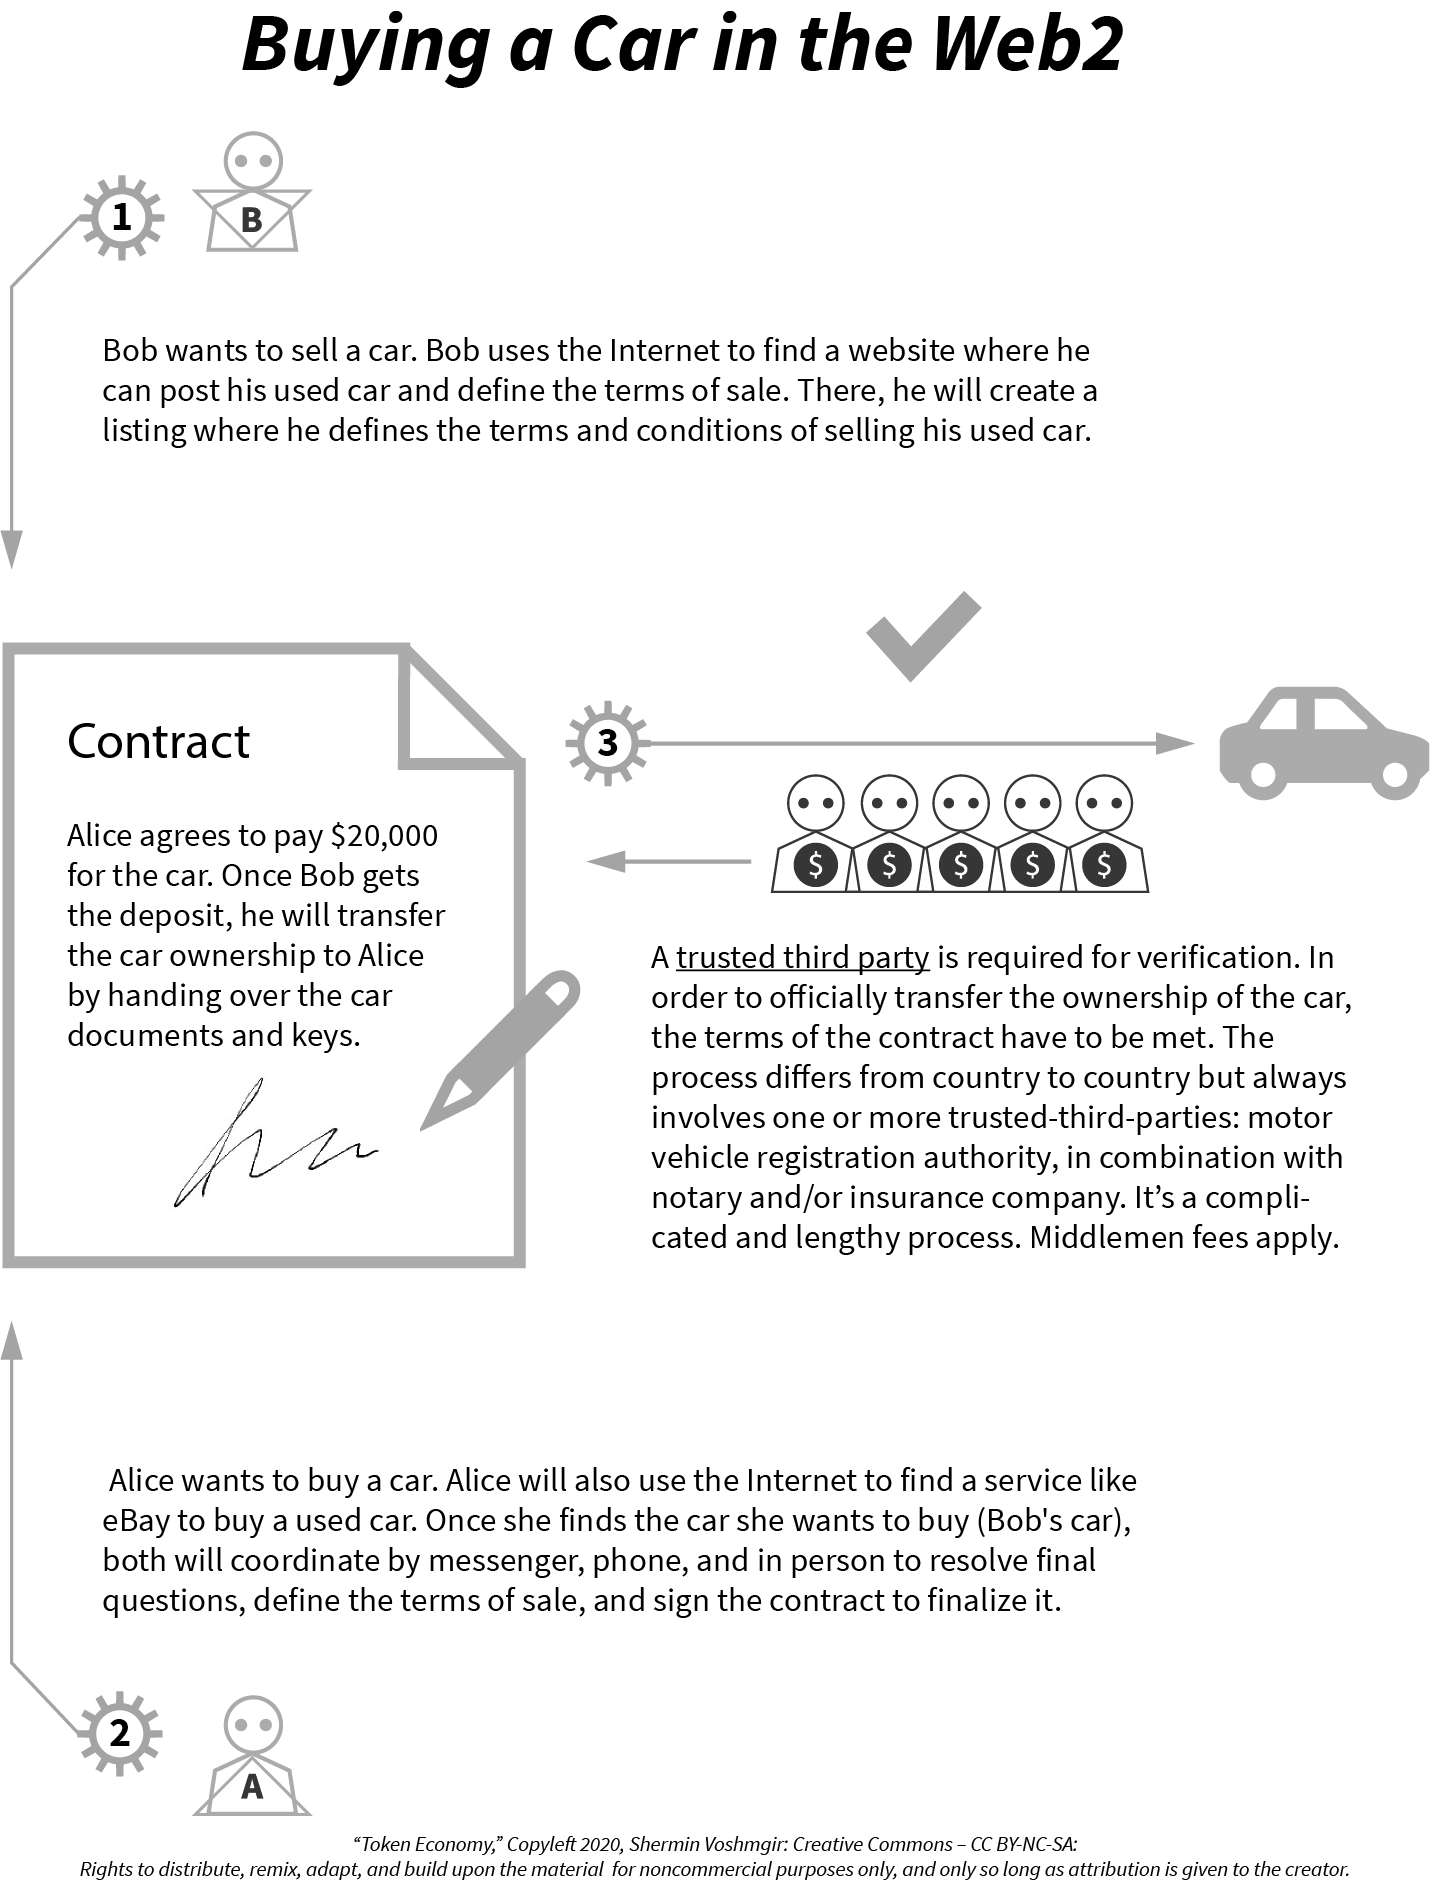 Buying a Car in the Web2
1
B
Bob wants to sell a car. Bob uses the Internet to find a website where he
can post his used car and define the terms of sale. There, he will create a
listing where he defines the terms and conditions of selling his used car.
Contract
Alice agrees to pay $20,000
for the car. Once Bob gets
the deposit, he will transfer
the car ownership to Alice
by handing over the car
documents and keys.
3
$ $ $ $ $
A trusted third party is required for verification. In
order to officially transfer the ownership of the car,
the terms of the contract have to be met. The
process differs from country to country but always
involves one or more trusted-third-parties: motor
vehicle registration authority, in combination with
notary and/or insurance company. It’s a compli-
cated and lengthy process. Middlemen fees apply.
Alice wants to buy a car. Alice will also use the Internet to find a service like
eBay to buy a used car. Once she finds the car she wants to buy (Bob's car),
both will coordinate by messenger, phone, and in person to resolve final
questions, define the terms of sale, and sign the contract to finalize it.
2
A
“Token Economy,” Copyleft 2020, Shermin Voshmgir: Creative Commons – CC BY-NC-SA:
Rights to distribute, remix, adapt, and build upon the material for noncommercial purposes only, and only so long as attribution is given to the creator.